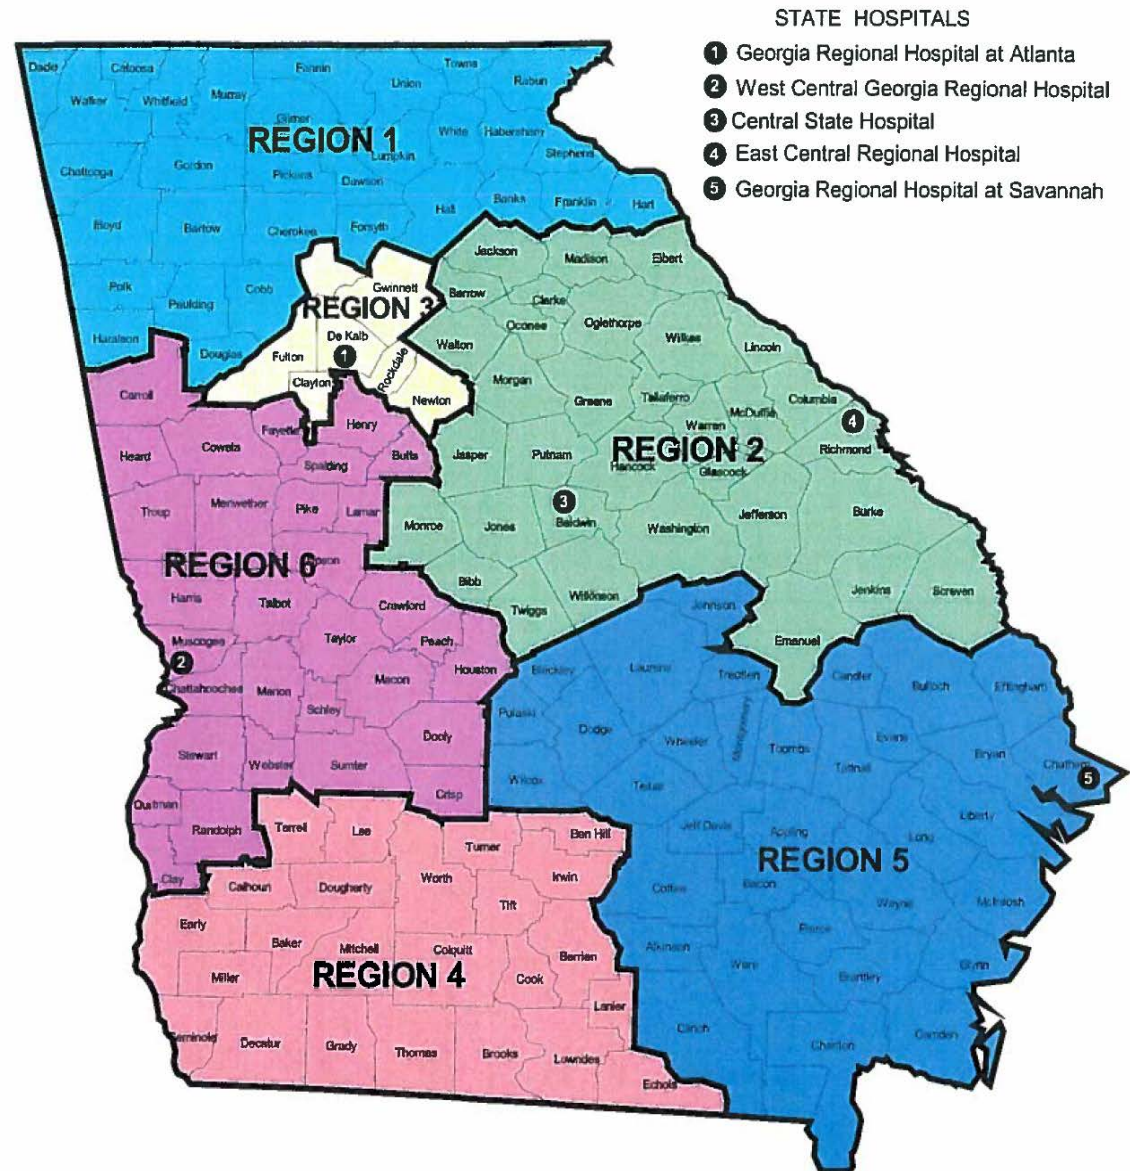 STATE HOSPITALS
1 Georgia Regional Hospital at Atlanta
2 West Central Georgia Regional Hospital
3 Central State Hospital
4 East Central Regional Hospital
5 Georgia Regional Hospital at Savannah
Dade
Catoosa
Fannin
Towns
Union
Rabun
Walker
Whitfield
Murray
Gilmer
White
Habersham
REGION 1
Stephens
Lumpkin
Chattooga
Gordon
Pickens
Dawson
Hall
Banks
Franklin
Hart
Floyd
Bartow
Cherokee
Forsyth
Polk
Paulding
Cobb
Haralson
Douglas
Gwinnett
REGION 3
De Kalb
1
Fulton
Rockdale
Clayton
Newton
Jackson
Madison
Elbert
Barrow
Clarke
Oconee
Oglethorpe
Walton
Wilkes
Lincoln
Morgan
Greene
Taliaferro
McDuffie
Columbia
Warren
4
Richmond
REGION 2
Jasper
Putnam
Hancock
Glascock
3
Baldwin
Monroe
Jones
Washington
Jefferson
Burke
Bibb
Twiggs
Wilkinson
Jenkins
Screven
Emanuel
Carroll
Heard
Coweta
Fayette
Henry
Spalding
Butts
Troup
Meriwether
Pike
Lamar
REGION 6
Harris
Talbot
Crawford
Muscogee
2
Taylor
Peach
Houston
Chattahoochee
Marion
Macon
Schley
Dooly
Stewart
Webster
Sumter
Crisp
Quitman
Randolph
Clay
Johnson
Bleckley
Laurens
Treutlen
Candler
Bulloch
Effingham
Pulaski
Dodge
Wheeler
Montgomery
Toombs
Evans
Tattnall
Bryan
Chatham
5
Wilcox
Telfair
Jeff Davis
Appling
Long
Liberty
REGION 5
Coffee
Bacon
Wayne
McIntosh
Pierce
Atkinson
Ware
Brantley
Glynn
Clinch
Charlton
Camden
Terrell
Lee
Turner
Ben Hill
Irwin
Calhoun
Dougherty
Worth
Tift
Early
Baker
Mitchell
Colquitt
Berrien
REGION 4
Miller
Cook
Lanier
Seminole
Decatur
Grady
Thomas
Brooks
Lowndes
Echols